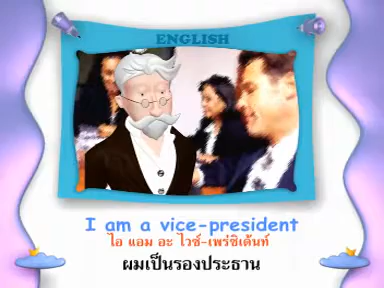 ENGLISH
I am a vice-president
ไอ แอม อะ ไวซ์-เพร่ซิเด้นท์
ผมเป็นรองประธาน